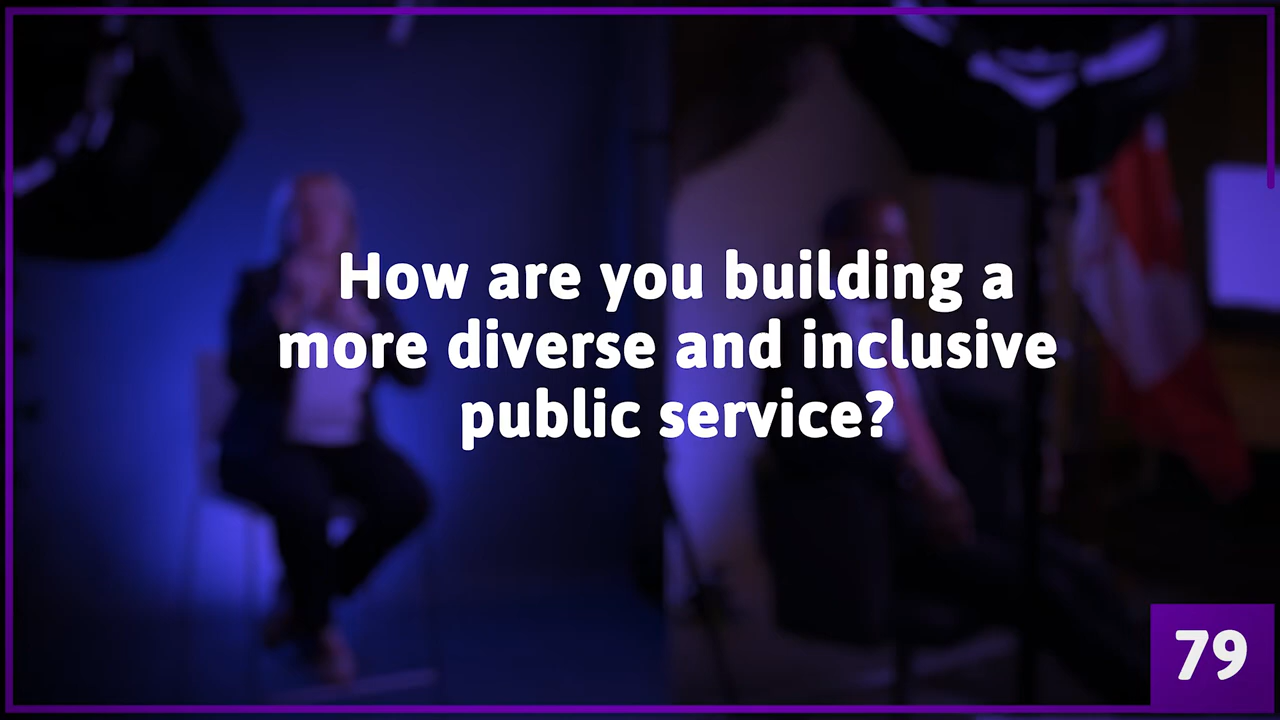 How are you building a
more diverse and inclusive
public service?
79